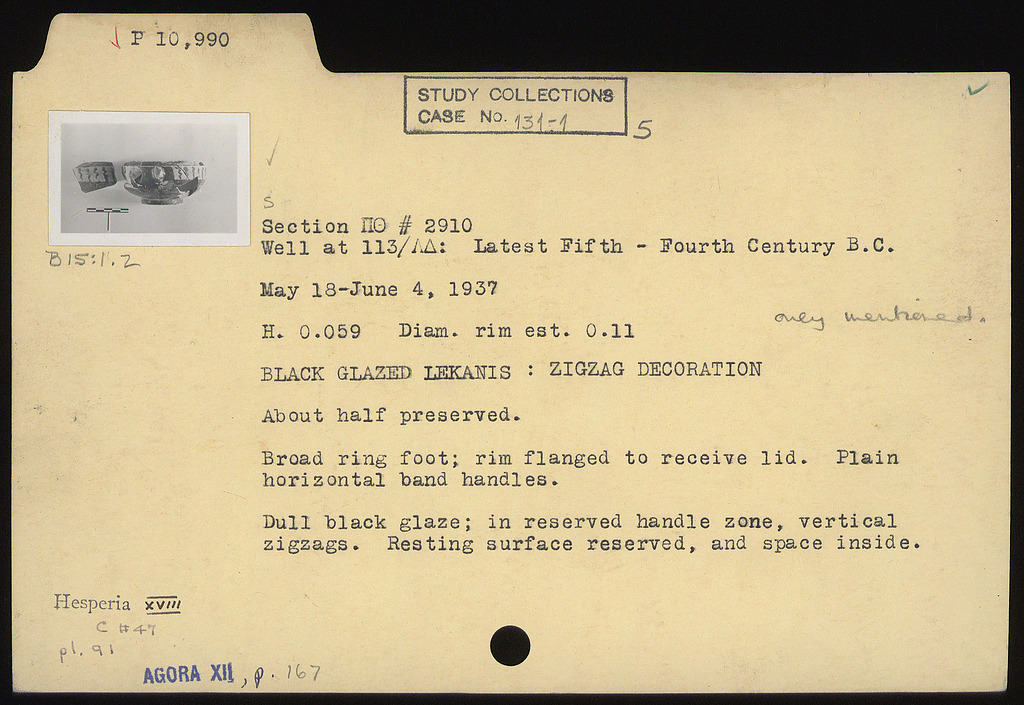 ✓ P 10,990
STUDY COLLECTIONS
CASE No. 131-1
5
S
Section ΠΘ # 2910
Well at 113/ΛΔ: Latest Fifth - Fourth Century B.C.
B15:1.2
May 18-June 4, 1937
only mentioned.
H. 0.059 Diam. rim est. 0.11
BLACK GLAZED LEKANIS : ZIGZAG DECORATION
About half preserved.
Broad ring foot; rim flanged to receive lid. Plain
horizontal band handles.
Dull black glaze; in reserved handle zone, vertical
zigzags. Resting surface reserved, and space inside.
Hesperia XVIII
C #47
pl. 91
AGORA XII, p. 167